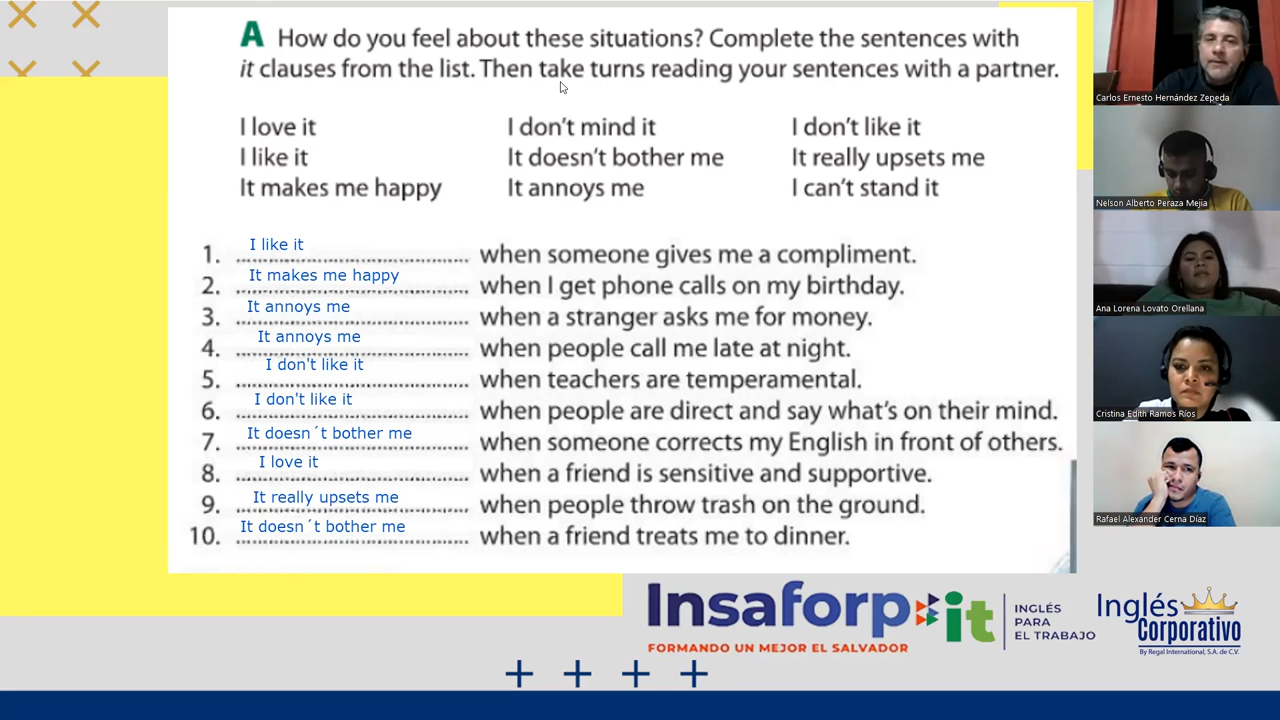 A How do you feel about these situations? Complete the sentences with
it clauses from the list. Then take turns reading your sentences with a partner.
I love it I don't mind it I don't like it
I like it It doesn't bother me It really upsets me
It makes me happy It annoys me I can't stand it
1. I like it when someone gives me a compliment.
2. It makes me happy when I get phone calls on my birthday.
3. It annoys me when a stranger asks me for money.
4. It annoys me when people call me late at night.
5. I don't like it when teachers are temperamental.
6. I don't like it when people are direct and say what's on their mind.
7. It doesn´t bother me when someone corrects my English in front of others.
8. I love it when a friend is sensitive and supportive.
9. It really upsets me when people throw trash on the ground.
10. It doesn´t bother me when a friend treats me to dinner.
Carlos Ernesto Hernández Zepeda
Nelson Alberto Peraza Mejia
Ana Lorena Lovato Orellana
Cristina Edith Ramos Ríos
Rafael Alexander Cerna Díaz
Insaforp
FORMANDO UN MEJOR EL SALVADOR
it
INGLÉS
PARA
EL TRABAJO
Inglés
Corporativo
By Regal International, S.A. de C.V.